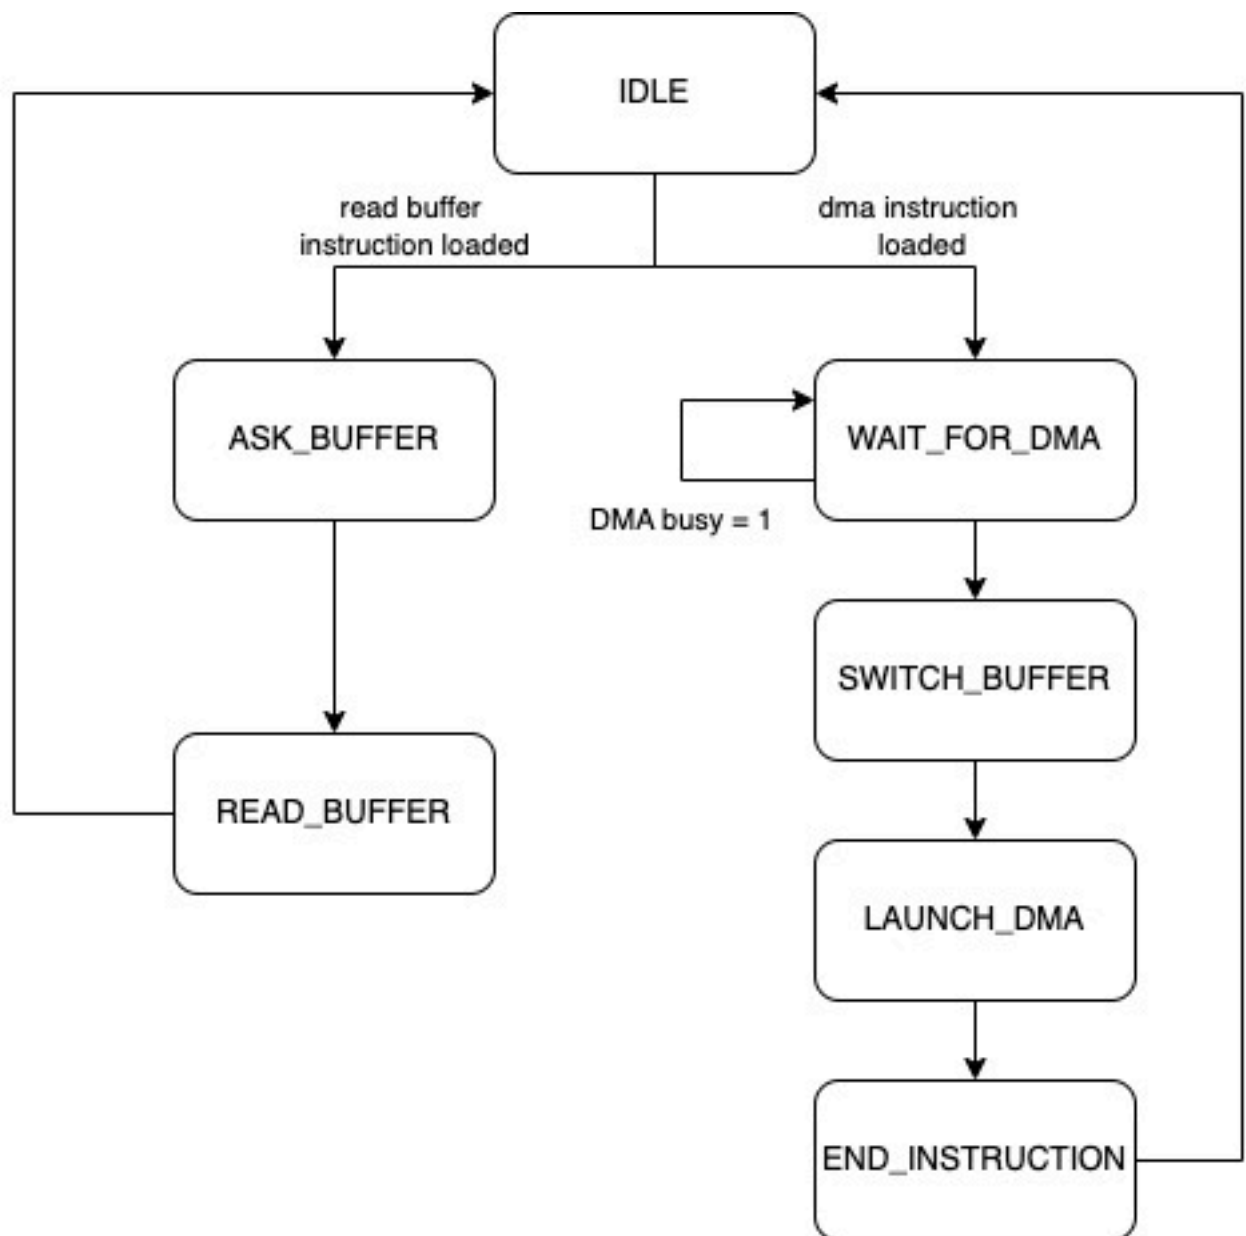 IDLE
read buffer
instruction loaded
dma instruction
loaded
ASK_BUFFER
WAIT_FOR_DMA
DMA busy = 1
SWITCH_BUFFER
READ_BUFFER
LAUNCH_DMA
END_INSTRUCTION